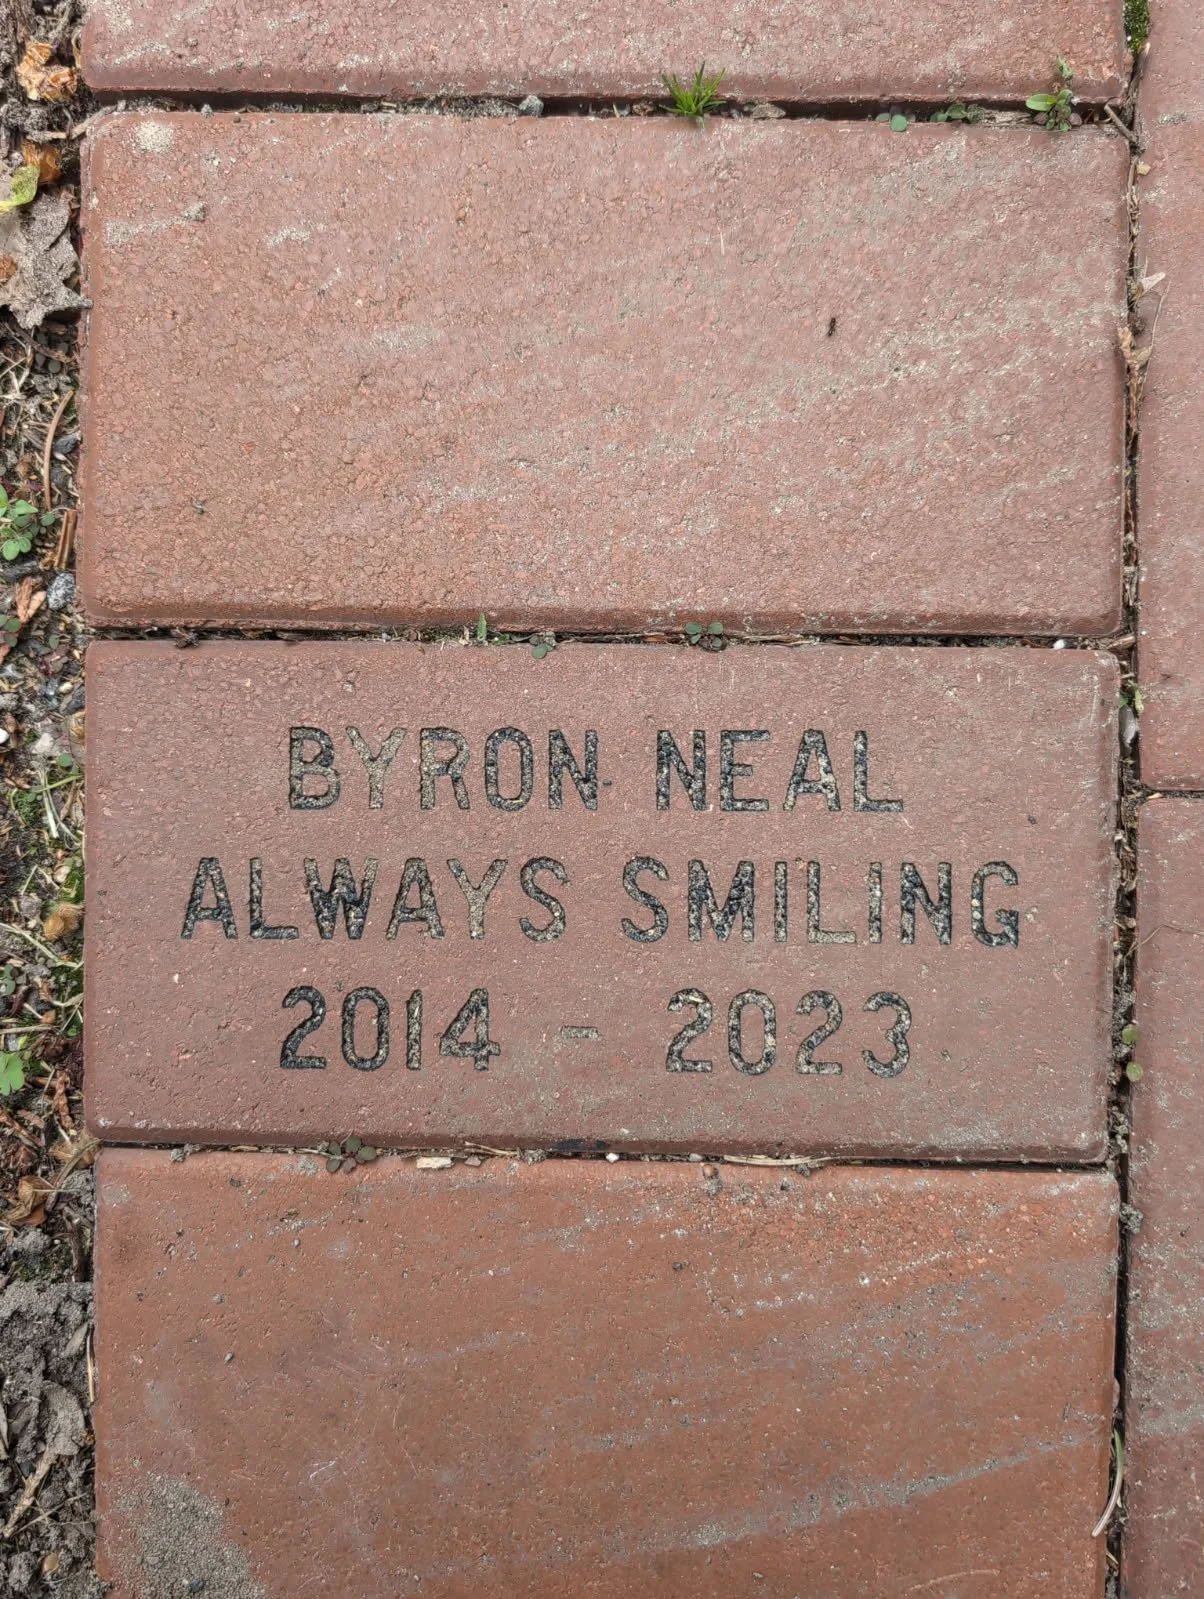 BYRON NEAL
ALWAYS SMILING
2014 - 2023